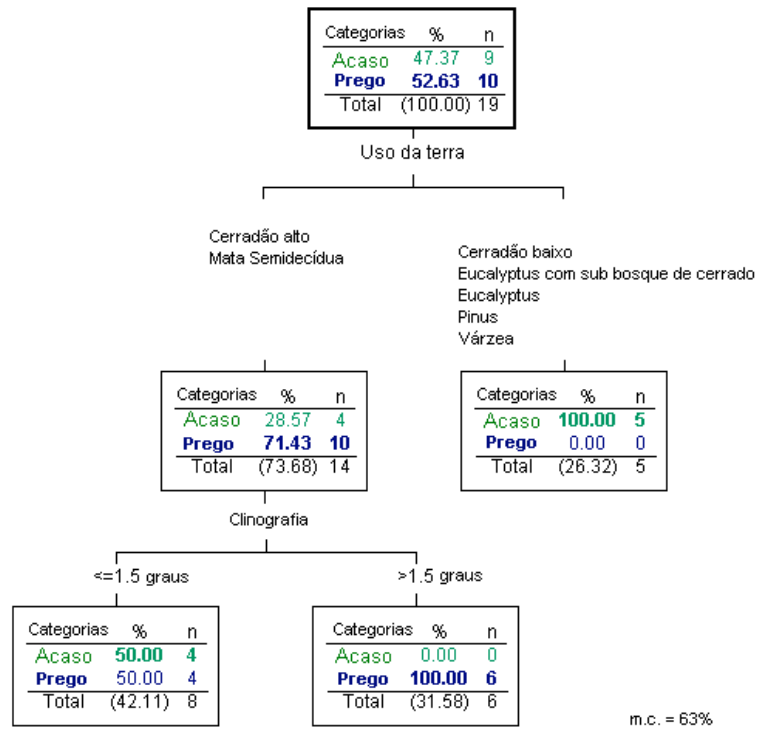 Categorias % n
Acaso 47.37 9
Prego 52.63 10
Total (100.00) 19
Uso da terra
Cerradão alto
Mata Semidecídua
Cerradão baixo
Eucalyptus com sub bosque de cerrado
Eucalyptus
Pinus
Várzea
Categorias % n
Acaso 28.57 4
Prego 71.43 10
Total (73.68) 14
Categorias % n
Acaso 100.00 5
Prego 0.00 0
Total (26.32) 5
Clinografia
<=1.5 graus
>1.5 graus
Categorias % n
Acaso 50.00 4
Prego 50.00 4
Total (42.11) 8
Categorias % n
Acaso 0.00 0
Prego 100.00 6
Total (31.58) 6
m.c. = 63%